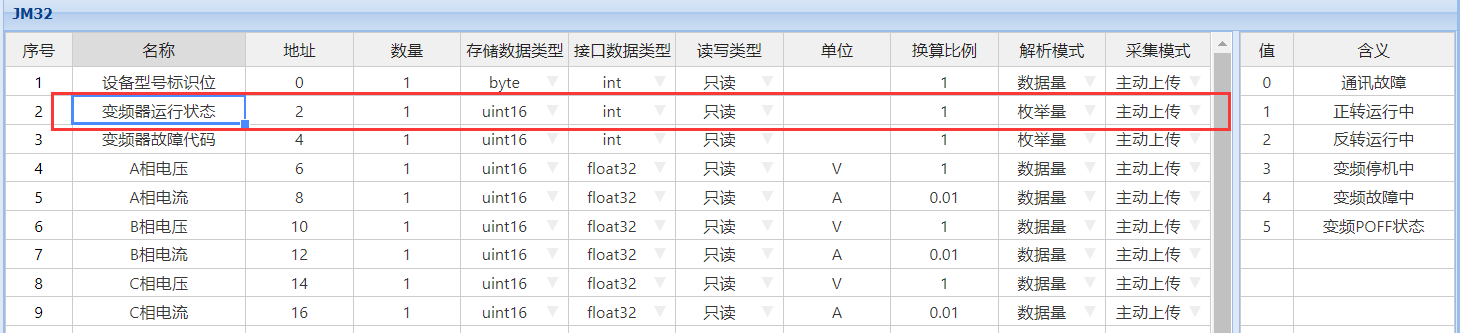 JM32
序号 名称 地址 数量 存储数据类型 接口数据类型 读写类型 单位 换算比例 解析模式 采集模式 值 含义
1 设备型号标识位 0 1 byte int 只读 1 数据量 主动上传 0 通讯故障
2 变频器运行状态 2 1 uint16 int 只读 1 枚举量 主动上传 1 正转运行中
3 变频器故障代码 4 1 uint16 int 只读 1 枚举量 主动上传 2 反转运行中
4 A相电压 6 1 uint16 float32 只读 V 1 数据量 主动上传 3 变频停机中
5 A相电流 8 1 uint16 float32 只读 A 0.01 数据量 主动上传 4 变频故障中
6 B相电压 10 1 uint16 float32 只读 V 1 数据量 主动上传 5 变频POFF状态
7 B相电流 12 1 uint16 float32 只读 A 0.01 数据量 主动上传
8 C相电压 14 1 uint16 float32 只读 V 1 数据量 主动上传
9 C相电流 16 1 uint16 float32 只读 A 0.01 数据量 主动上传